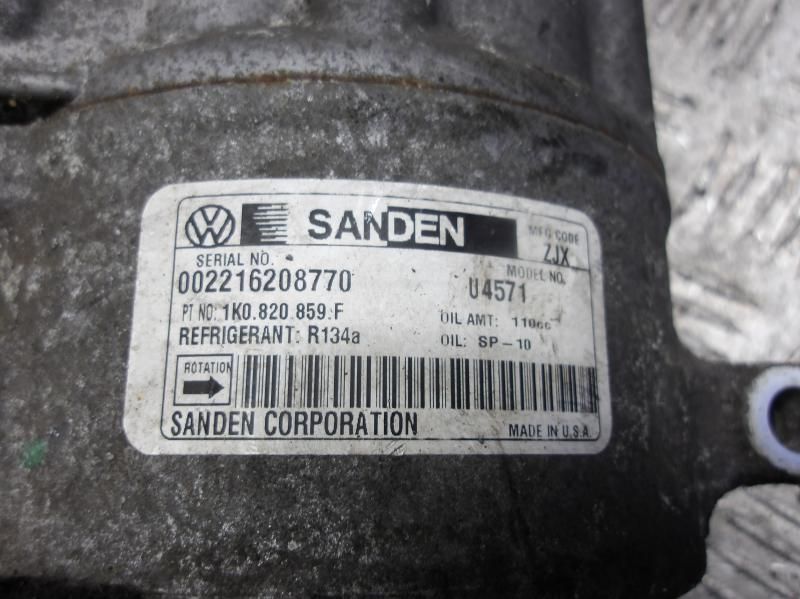 SANDEN
MFG CODE
ZJX
SERIAL NO.
MODEL NO.
002216208770
U4571
PT NO: 1K0.820.859.F
OIL AMT: 110cc
REFRIGERANT: R134a
OIL: SP-10
ROTATION
SANDEN CORPORATION
MADE IN U.S.A.